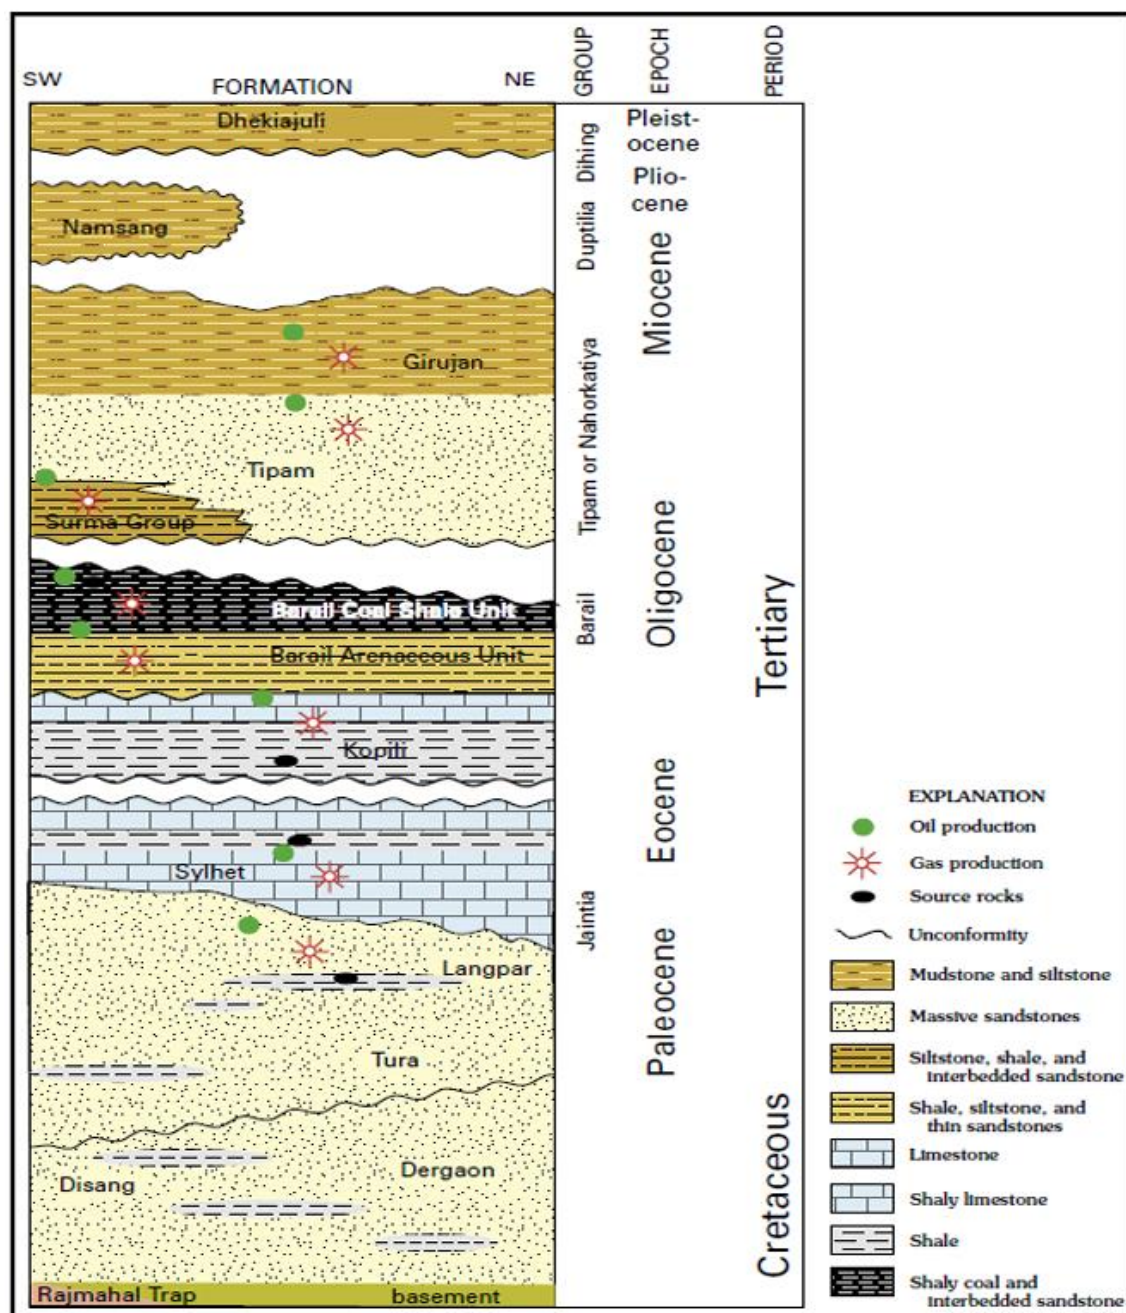 SW
FORMATION
NE
GROUP
EPOCH
PERIOD
Dhekiajuli
Namsang
Girujan
Tipam
Surma Group
Barail Coal Shale Unit
Barail Arenaceous Unit
Kopili
Sylhet
Langpar
Tura
Disang
Dergaon
Rajmahal Trap
basement
Dihing
Duptilia
Tipam or Nahorkatiya
Barail
Jaintia
Pleist-
ocene
Plio-
cene
Miocene
Oligocene
Eocene
Paleocene
Tertiary
Cretaceous
EXPLANATION
Oil production
Gas production
Source rocks
Unconformity
Mudstone and siltstone
Massive sandstones
Siltstone, shale, and
interbedded sandstone
Shale, siltstone, and
thin sandstones
Limestone
Shaly limestone
Shale
Shaly coal and
interbedded sandstone